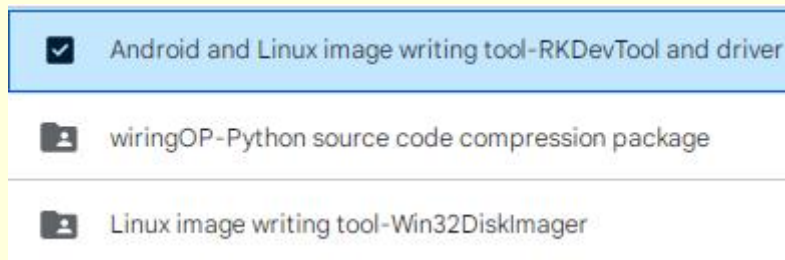 Android and Linux image writing tool-RKDevTool and driver
wiringOP-Python source code compression package
Linux image writing tool-Win32DiskImager